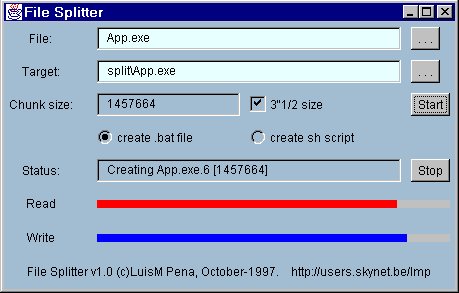 File Splitter
File: App.exe ...
Target: split\App.exe ...
Chunk size: 1457664 3"1/2 size Start
create .bat file create sh script
Status: Creating App.exe.6 [1457664] Stop
Read
Write
File Splitter v1.0 (c)LuisM Pena, October-1997. http://users.skynet.be/lmp